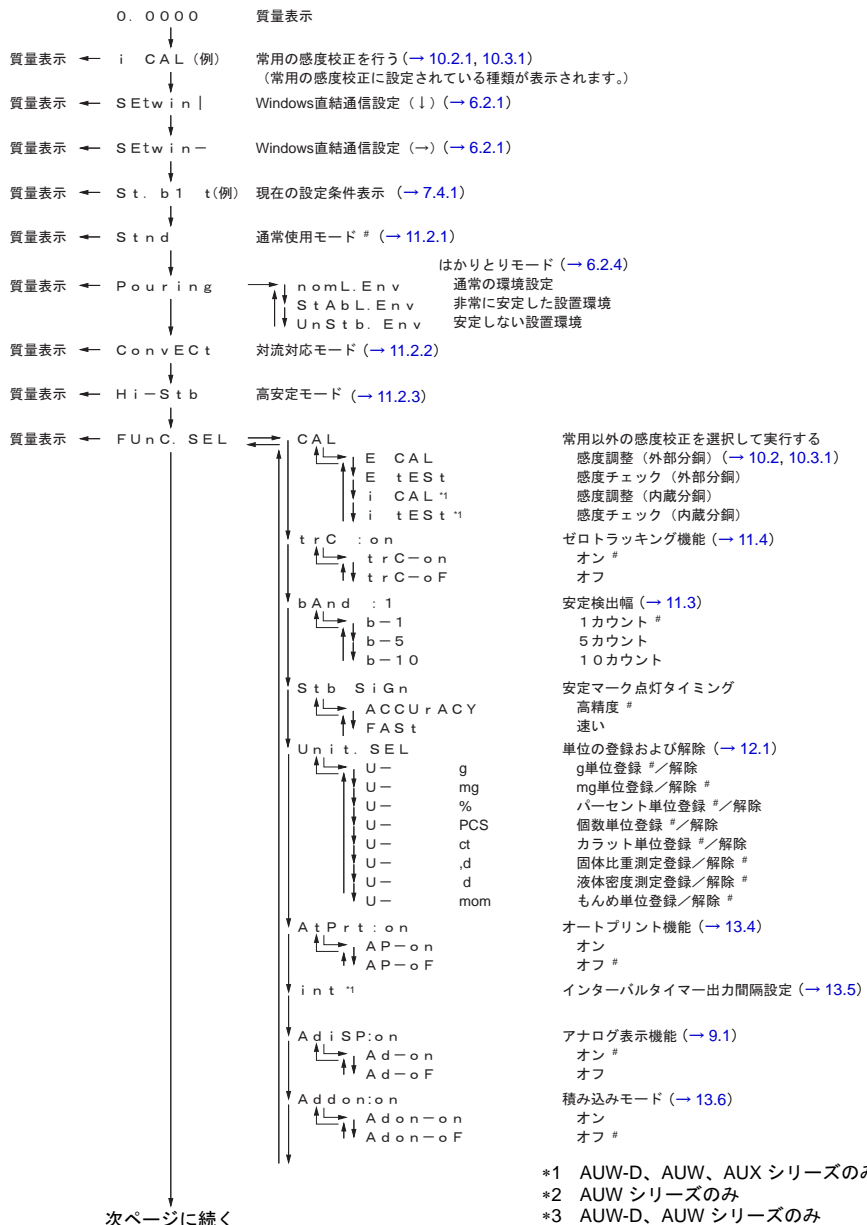 0. 0000 質量表示
質量表示 ← i CAL (例) 常用の感度校正を行う(→ 10.2.1, 10.3.1)
(常用の感度校正に設定されている種類が表示されます。)
質量表示 ← SEtwin| Windows直結通信設定 (↓) (→ 6.2.1)
質量表示 ← SEtwin− Windows直結通信設定 (→) (→ 6.2.1)
質量表示 ← St. b1 t(例) 現在の設定条件表示 (→ 7.4.1)
質量表示 ← Stnd 通常使用モード # (→ 11.2.1)
はかりとりモード (→ 6.2.4)
質量表示 ← Pouring → nomL. Env 通常の環境設定
StAbL. Env 非常に安定した設置環境
UnStb. Env 安定しない設置環境
質量表示 ← ConvECt 対流対応モード (→ 11.2.2)
質量表示 ← Hi−Stb 高安定モード (→ 11.2.3)
質量表示 ← FUnC. SEL CAL 常用以外の感度校正を選択して実行する
E CAL 感度調整 (外部分銅) (→ 10.2, 10.3.1)
E tESt 感度チェック (外部分銅)
i CAL *1 感度調整 (内蔵分銅)
i tESt *1 感度チェック (内蔵分銅)
trC :on ゼロトラッキング機能 (→ 11.4)
trC−on オン #
trC−oF オフ
bAnd :1 安定検出幅 (→ 11.3)
b−1 1カウント #
b−5 5カウント
b−10 10カウント
Stb SiGn 安定マーク点灯タイミング
ACCUrACY 高精度 #
FASt 速い
Unit. SEL 単位の登録および解除 (→ 12.1)
U− g g単位登録 #／解除
U− mg mg単位登録／解除 #
U− % パーセント単位登録 #／解除
U− PCS 個数単位登録 #／解除
U− ct カラット単位登録 #／解除
U− ,d 固体比重測定登録／解除 #
U− d 液体密度測定登録／解除 #
U− mom もんめ単位登録／解除 #
AtPrt:on オートプリント機能 (→ 13.4)
AP−on オン
AP−oF オフ #
int *1 インターバルタイマー出力間隔設定 (→ 13.5)
AdiSP:on アナログ表示機能 (→ 9.1)
Ad−on オン #
Ad−oF オフ
Addon:on 積み込みモード (→ 13.6)
Adon−on オン
Adon−oF オフ #
*1 AUW-D、AUW、AUX シリーズのみ
*2 AUW シリーズのみ
*3 AUW-D、AUW シリーズのみ
次ページに続く